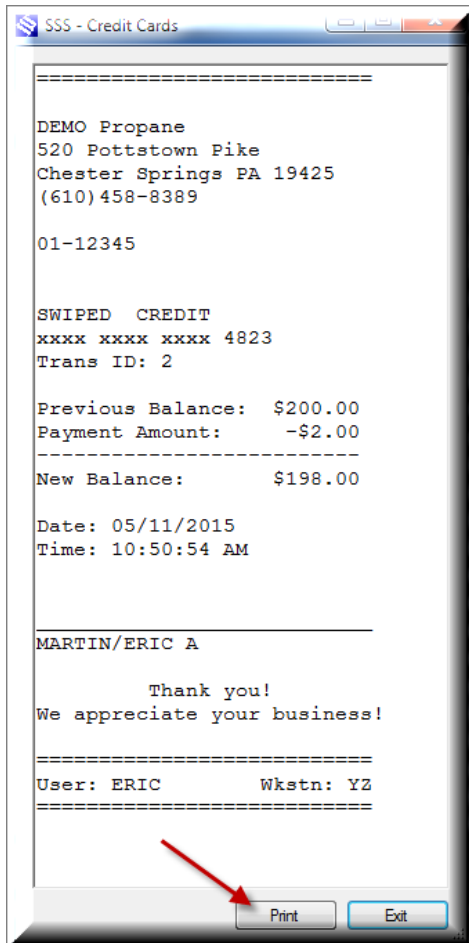 SSS - Credit Cards
===========================
DEMO Propane
520 Pottstown Pike
Chester Springs PA 19425
(610)458-8389
01-12345
SWIPED  CREDIT
xxxx xxxx xxxx 4823
Trans ID: 2
Previous Balance:  $200.00
Payment Amount:     -$2.00
--------------------------
New Balance:       $198.00
Date: 05/11/2015
Time: 10:50:54 AM
___________________________
MARTIN/ERIC A
Thank you!
We appreciate your business!
===========================
User: ERIC        Wkstn: YZ
===========================
Print
Exit